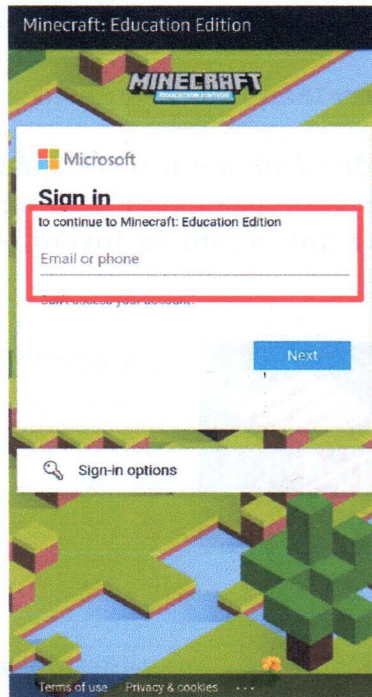 Minecraft: Education Edition
MINECRAFT
EDUCATION EDITION
Microsoft
Sign in
to continue to Minecraft: Education Edition
Email or phone
Can't access your account?
Next
Sign-in options
Terms of use Privacy & cookies ...